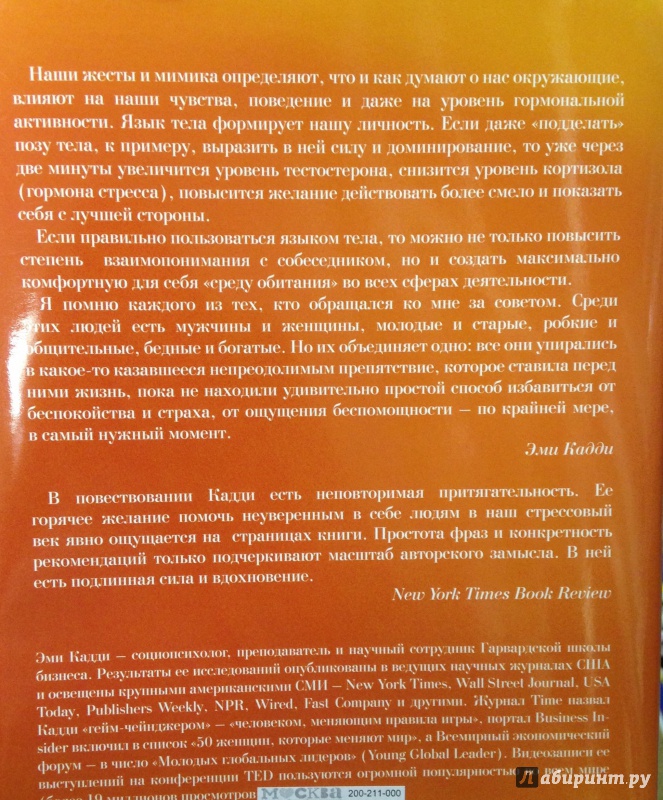 Наши жесты и мимика определяют, что и как думают о нас окружающие,
влияют на наши чувства, поведение и даже на уровень гормональной
активности. Язык тела формирует нашу личность. Если даже «подделать»
позу тела, к примеру, выразить в ней силу и доминирование, то уже через
две минуты увеличится уровень тестостерона, снизится уровень кортизола
(гормона стресса), повысится желание действовать более смело и показать
себя с лучшей стороны.
Если правильно пользоваться языком тела, то можно не только повысить
степень взаимопонимания с собеседником, но и создать максимально
комфортную для себя «среду обитания» во всех сферах деятельности.
Я помню каждого из тех, кто обращался ко мне за советом. Среди
этих людей есть мужчины и женщины, молодые и старые, робкие и
общительные, бедные и богатые. Но их объединяет одно: все они упирались
в какое-то казавшееся непреодолимым препятствие, которое ставила перед
ними жизнь, пока не находили удивительно простой способ избавиться от
беспокойства и страха, от ощущения беспомощности – по крайней мере,
в самый нужный момент.
Эми Кадди
В повествовании Кадди есть неповторимая притягательность. Ее
горячее желание помочь неуверенным в себе людям в наш стрессовый
век явно ощущается на страницах книги. Простота фраз и конкретность
рекомендаций только подчеркивают масштаб авторского замысла. В ней
есть подлинная сила и вдохновение.
New York Times Book Review
Эми Кадди – социопсихолог, преподаватель и научный сотрудник Гарвардской школы
бизнеса. Результаты ее исследований опубликованы в ведущих научных журналах США
и освещены крупными американскими СМИ – New York Times, Wall Street Journal, USA
Today, Publishers Weekly, NPR, Wired, Fast Company и другими. Журнал Time назвал
Кадди «гейм-чейнджером» – «человеком, меняющим правила игры», портал Business In-
sider включил в список «50 женщин, которые меняют мир», а Всемирный экономический
форум – в число «Молодых глобальных лидеров» (Young Global Leader). Видеозаписи ее
выступлений на конференции TED пользуются огромной популярностью во всем мире
(более 19 миллионов просмотров
МОСКВА 200-211-000
Лабиринт.ру